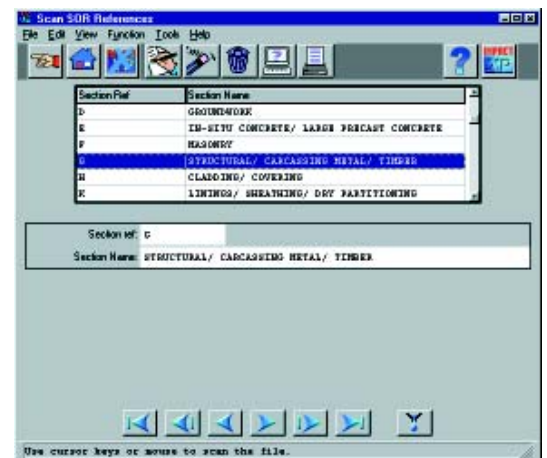 Scan SOR References
File Edit View Function Tools Help
IMPACT
Section Ref Section Name
D GROUNDWORK
E IN-SITU CONCRETE/ LARGE PRECAST CONCRETE
F MASONRY
G STRUCTURAL/ CARCASSING METAL/ TIMBER
H CLADDING/ COVERING
K LININGS/ SHEATHING/ DRY PARTITIONING
Section ref: G
Section Name: STRUCTURAL/ CARCASSING METAL/ TIMBER
Use cursor keys or mouse to scan the file.